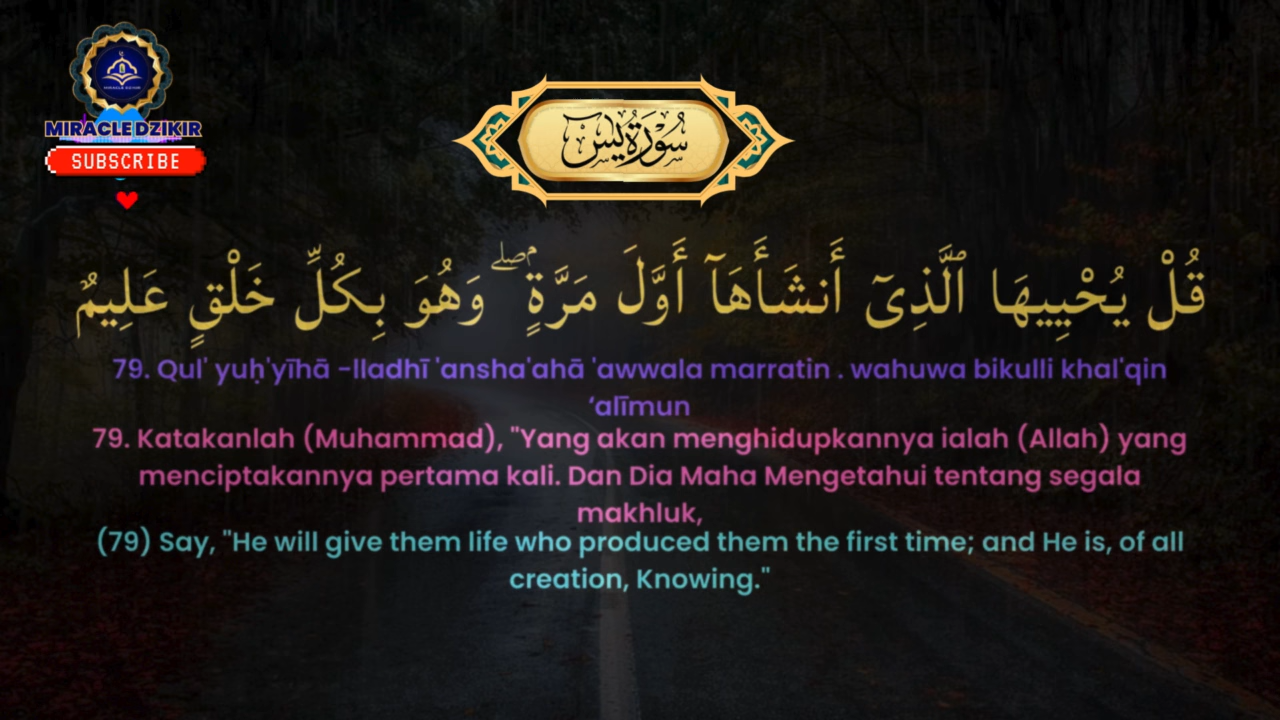 MIRACLE DZIKIR
SUBSCRIBE
سُورَةُ يٰسٓ
قُلْ يُحْيِيهَا ٱلَّذِىٓ أَنشَأَهَآ أَوَّلَ مَرَّةٍۢ ۖ وَهُوَ بِكُلِّ خَلْقٍ عَلِيمٌ
79. Qul' yuḥ'yīhā -lladhī 'ansha'ahā 'awwala marratin . wahuwa bikulli khal'qin
‘alīmun
79. Katakanlah (Muhammad), "Yang akan menghidupkannya ialah (Allah) yang
menciptakannya pertama kali. Dan Dia Maha Mengetahui tentang segala
makhluk,
(79) Say, "He will give them life who produced them the first time; and He is, of all
creation, Knowing."